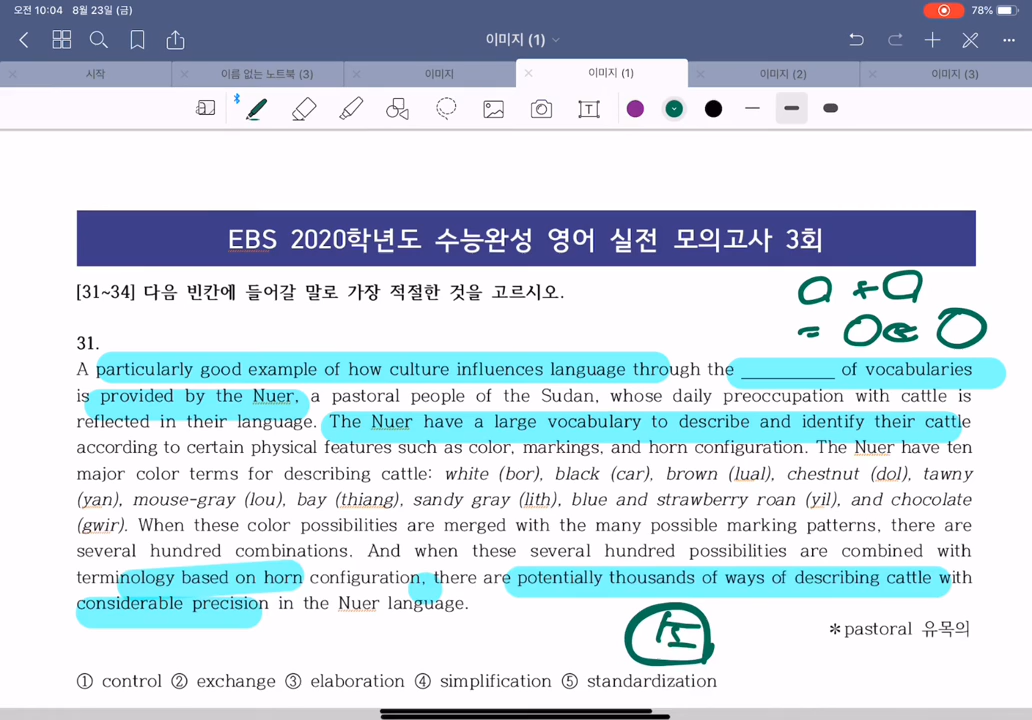 오전 10:04 8월 23일 (금)
78%
이미지 (1)
시작
이름 없는 노트북 (3)
이미지
이미지 (1)
이미지 (2)
이미지 (3)
T
EBS 2020학년도 수능완성 영어 실전 모의고사 3회
[31~34] 다음 빈칸에 들어갈 말로 가장 적절한 것을 고르시오.
31.
A particularly good example of how culture influences language through the __________ of vocabularies
is provided by the Nuer, a pastoral people of the Sudan, whose daily preoccupation with cattle is
reflected in their language. The Nuer have a large vocabulary to describe and identify their cattle
according to certain physical features such as color, markings, and horn configuration. The Nuer have ten
major color terms for describing cattle: white (bor), black (car), brown (lual), chestnut (dol), tawny
(yan), mouse-gray (lou), bay (thiang), sandy gray (lith), blue and strawberry roan (yil), and chocolate
(gwir). When these color possibilities are merged with the many possible marking patterns, there are
several hundred combinations. And when these several hundred possibilities are combined with
terminology based on horn configuration, there are potentially thousands of ways of describing cattle with
considerable precision in the Nuer language.
*pastoral 유목의
① control ② exchange ③ elaboration ④ simplification ⑤ standardization